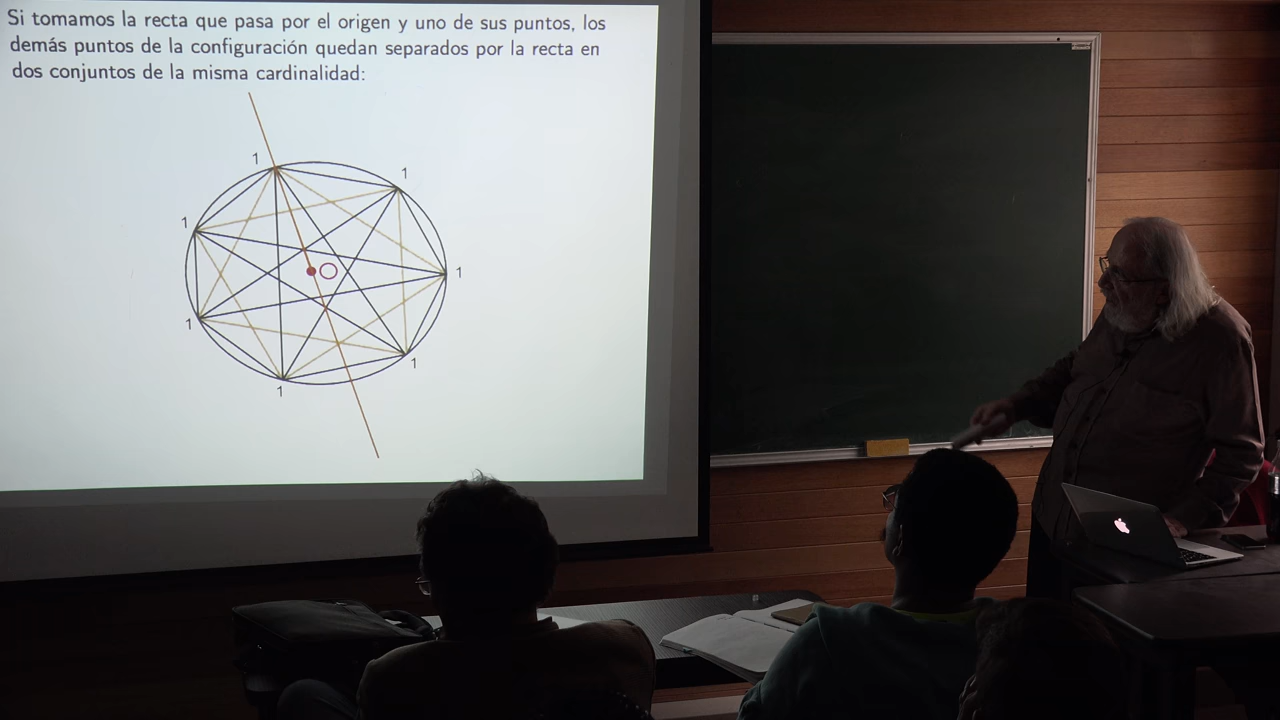 Si tomamos la recta que pasa por el origen y uno de sus puntos, los
demás puntos de la configuración quedan separados por la recta en
dos conjuntos de la misma cardinalidad:
1
1
1
1
1
1
1